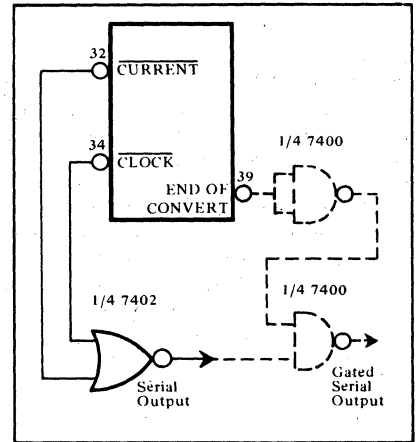 32
CURRENT
34
CLOCK
1/4 7400
39
END OF
CONVERT
1/4 7402
1/4 7400
Serial
Output
Gated
Serial
Output